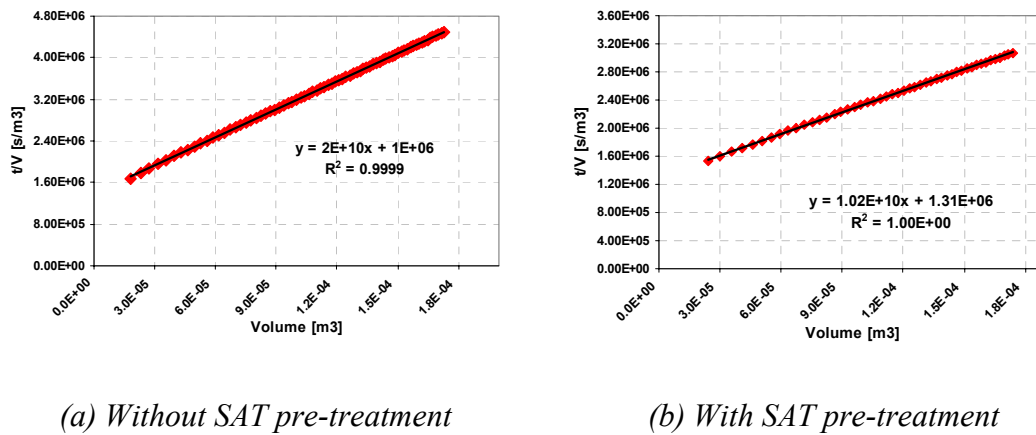 4.80E+06
4.00E+06
3.20E+06
2.40E+06
1.60E+06
8.00E+05
0.00E+00
t/V [s/m3]
y = 2E+10x + 1E+06
R2 = 0.9999
0.0E+00
3.0E-05
6.0E-05
9.0E-05
1.2E-04
1.5E-04
1.8E-04
Volume [m3]
(a) Without SAT pre-treatment
3.60E+06
3.20E+06
2.80E+06
2.40E+06
2.00E+06
1.60E+06
1.20E+06
8.00E+05
4.00E+05
0.00E+00
t/V [s/m3]
y = 1.02E+10x + 1.31E+06
R2 = 1.00E+00
0.0E+00
3.0E-05
6.0E-05
9.0E-05
1.2E-04
1.5E-04
1.8E-04
Volume [m3]
(b) With SAT pre-treatment